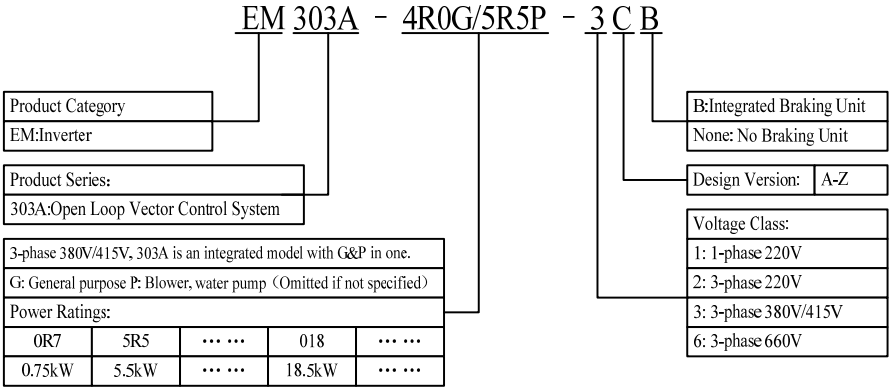 EM 303A - 4R0G/5R5P - 3 C B
Product Category
EM:Inverter
Product Series:
303A:Open Loop Vector Control System
3-phase 380V/415V, 303A is an integrated model with G&P in one.
G: General purpose P: Blower, water pump (Omitted if not specified)
Power Ratings:
0R7 5R5 ··· ··· 018 ··· ···
0.75kW 5.5kW ··· ··· 18.5kW ··· ···
B:Integrated Braking Unit
None: No Braking Unit
Design Version: A-Z
Voltage Class:
1: 1-phase 220V
2: 3-phase 220V
3: 3-phase 380V/415V
6: 3-phase 660V